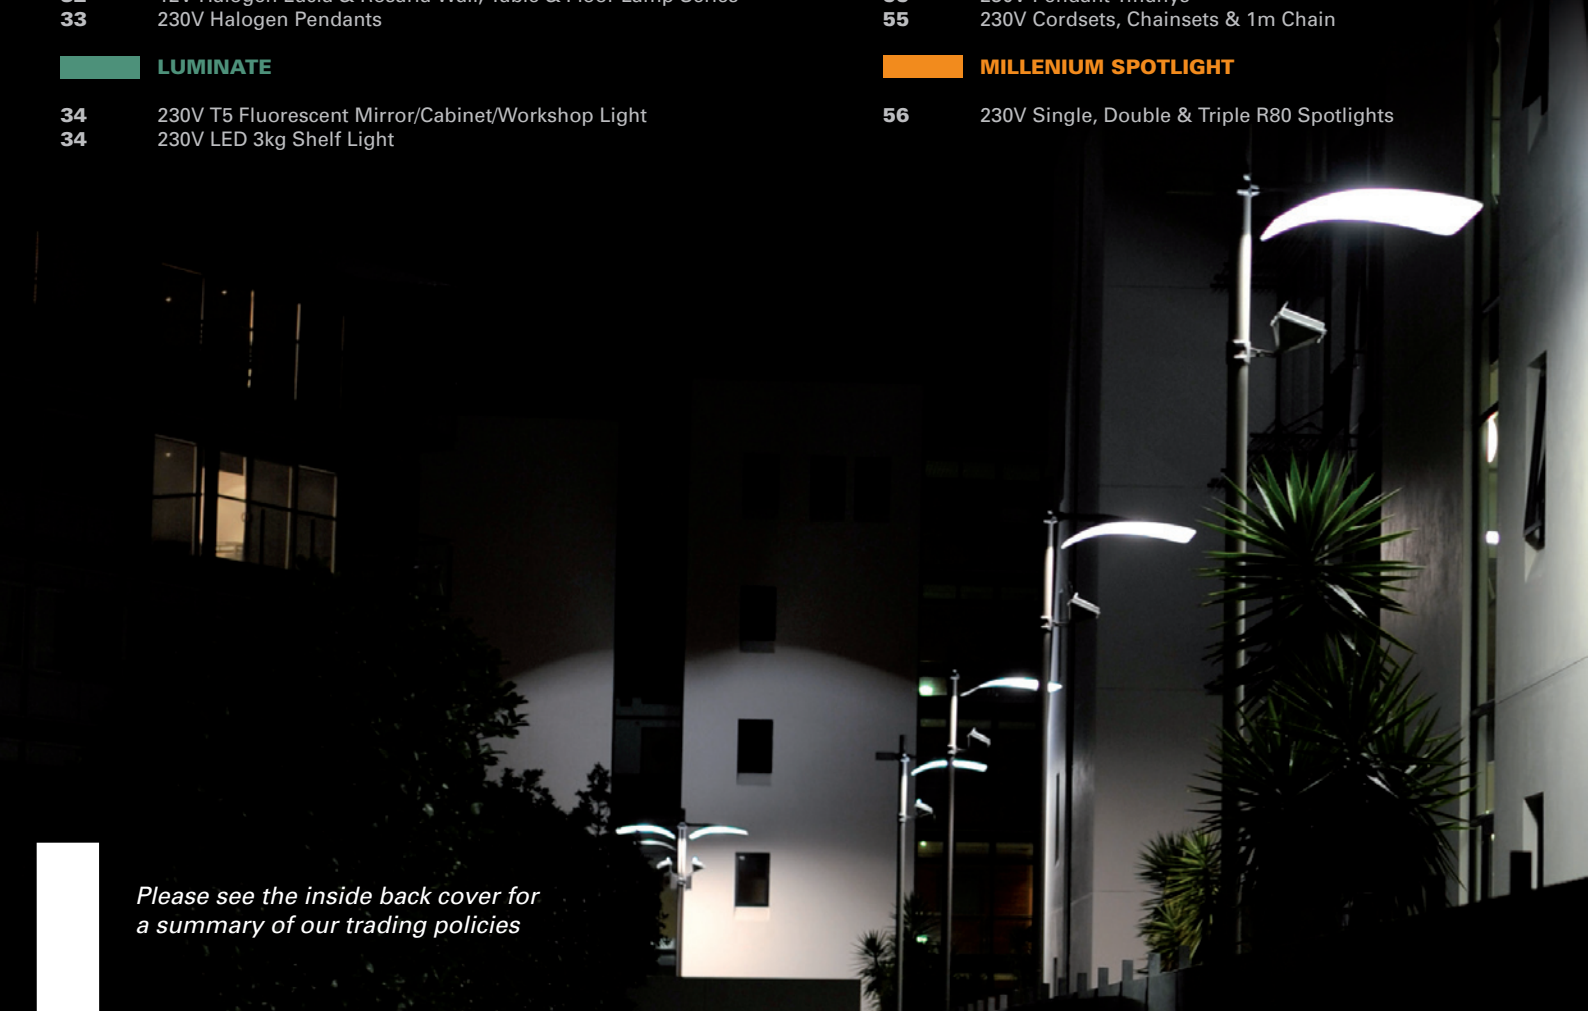 33 230V Halogen Pendants
LUMINATE
34 230V T5 Fluorescent Mirror/Cabinet/Workshop Light
34 230V LED 3kg Shelf Light
55 230V Cordsets, Chainsets & 1m Chain
MILLENIUM SPOTLIGHT
56 230V Single, Double & Triple R80 Spotlights
Please see the inside back cover for
a summary of our trading policies